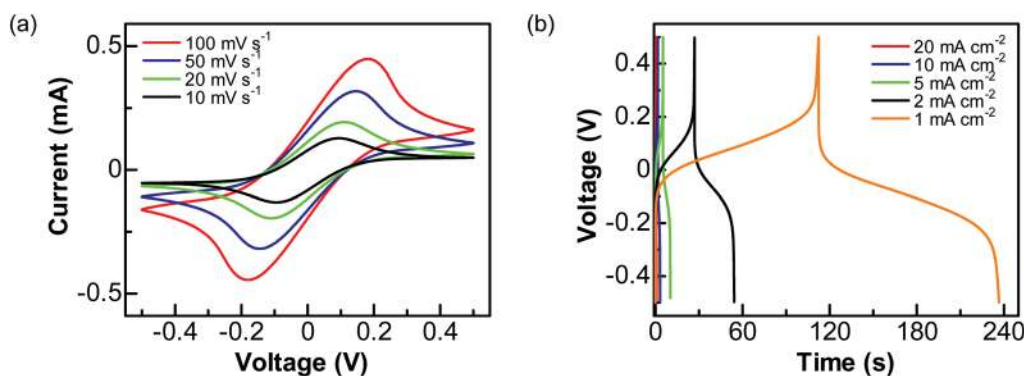 (a)
100 mV s⁻¹
50 mV s⁻¹
20 mV s⁻¹
10 mV s⁻¹
0.5
0
-0.5
Current (mA)
-0.4 -0.2 0 0.2 0.4
Voltage (V)
(b)
20 mA cm⁻²
10 mA cm⁻²
5 mA cm⁻²
2 mA cm⁻²
1 mA cm⁻²
0.4
0.2
0
-0.2
-0.4
Voltage (V)
0 60 120 180 240
Time (s)